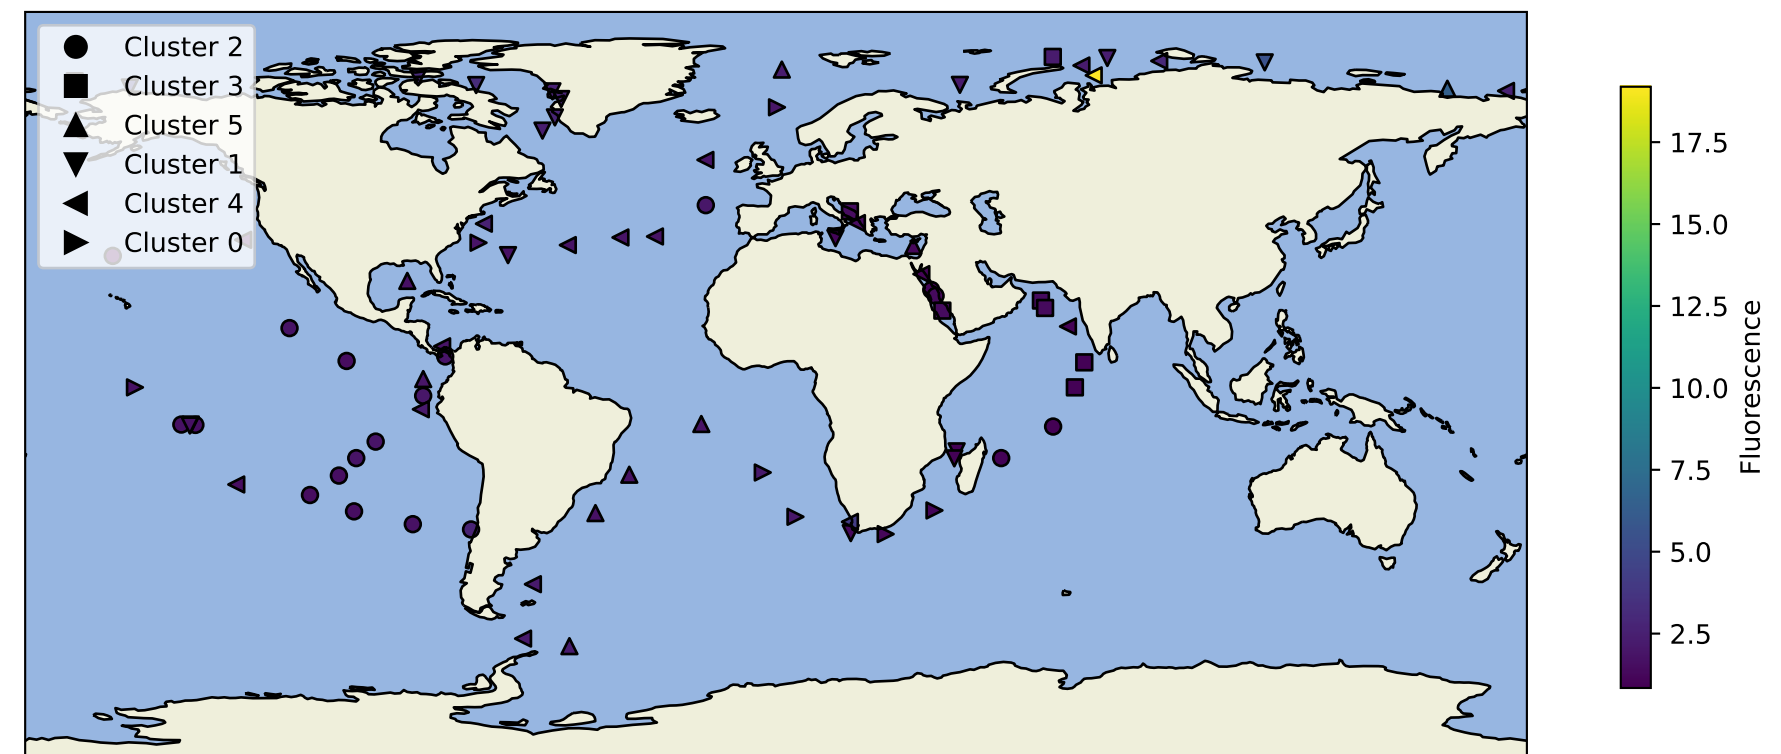 Cluster 2
Cluster 3
Cluster 5
Cluster 1
Cluster 4
Cluster 0
17.5
15.0
12.5
10.0
7.5
5.0
2.5
Fluorescence